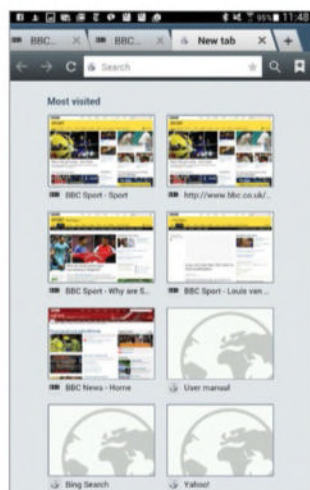 95% 11:48
BBC... BBC... New tab
Search
Most visited
BBC Sport - Sport http://www.bbc.co.uk/...
BBC Sport - Why are S... BBC Sport - Louis van ...
BBC News - Home User manual
Bing Search Yahoo!